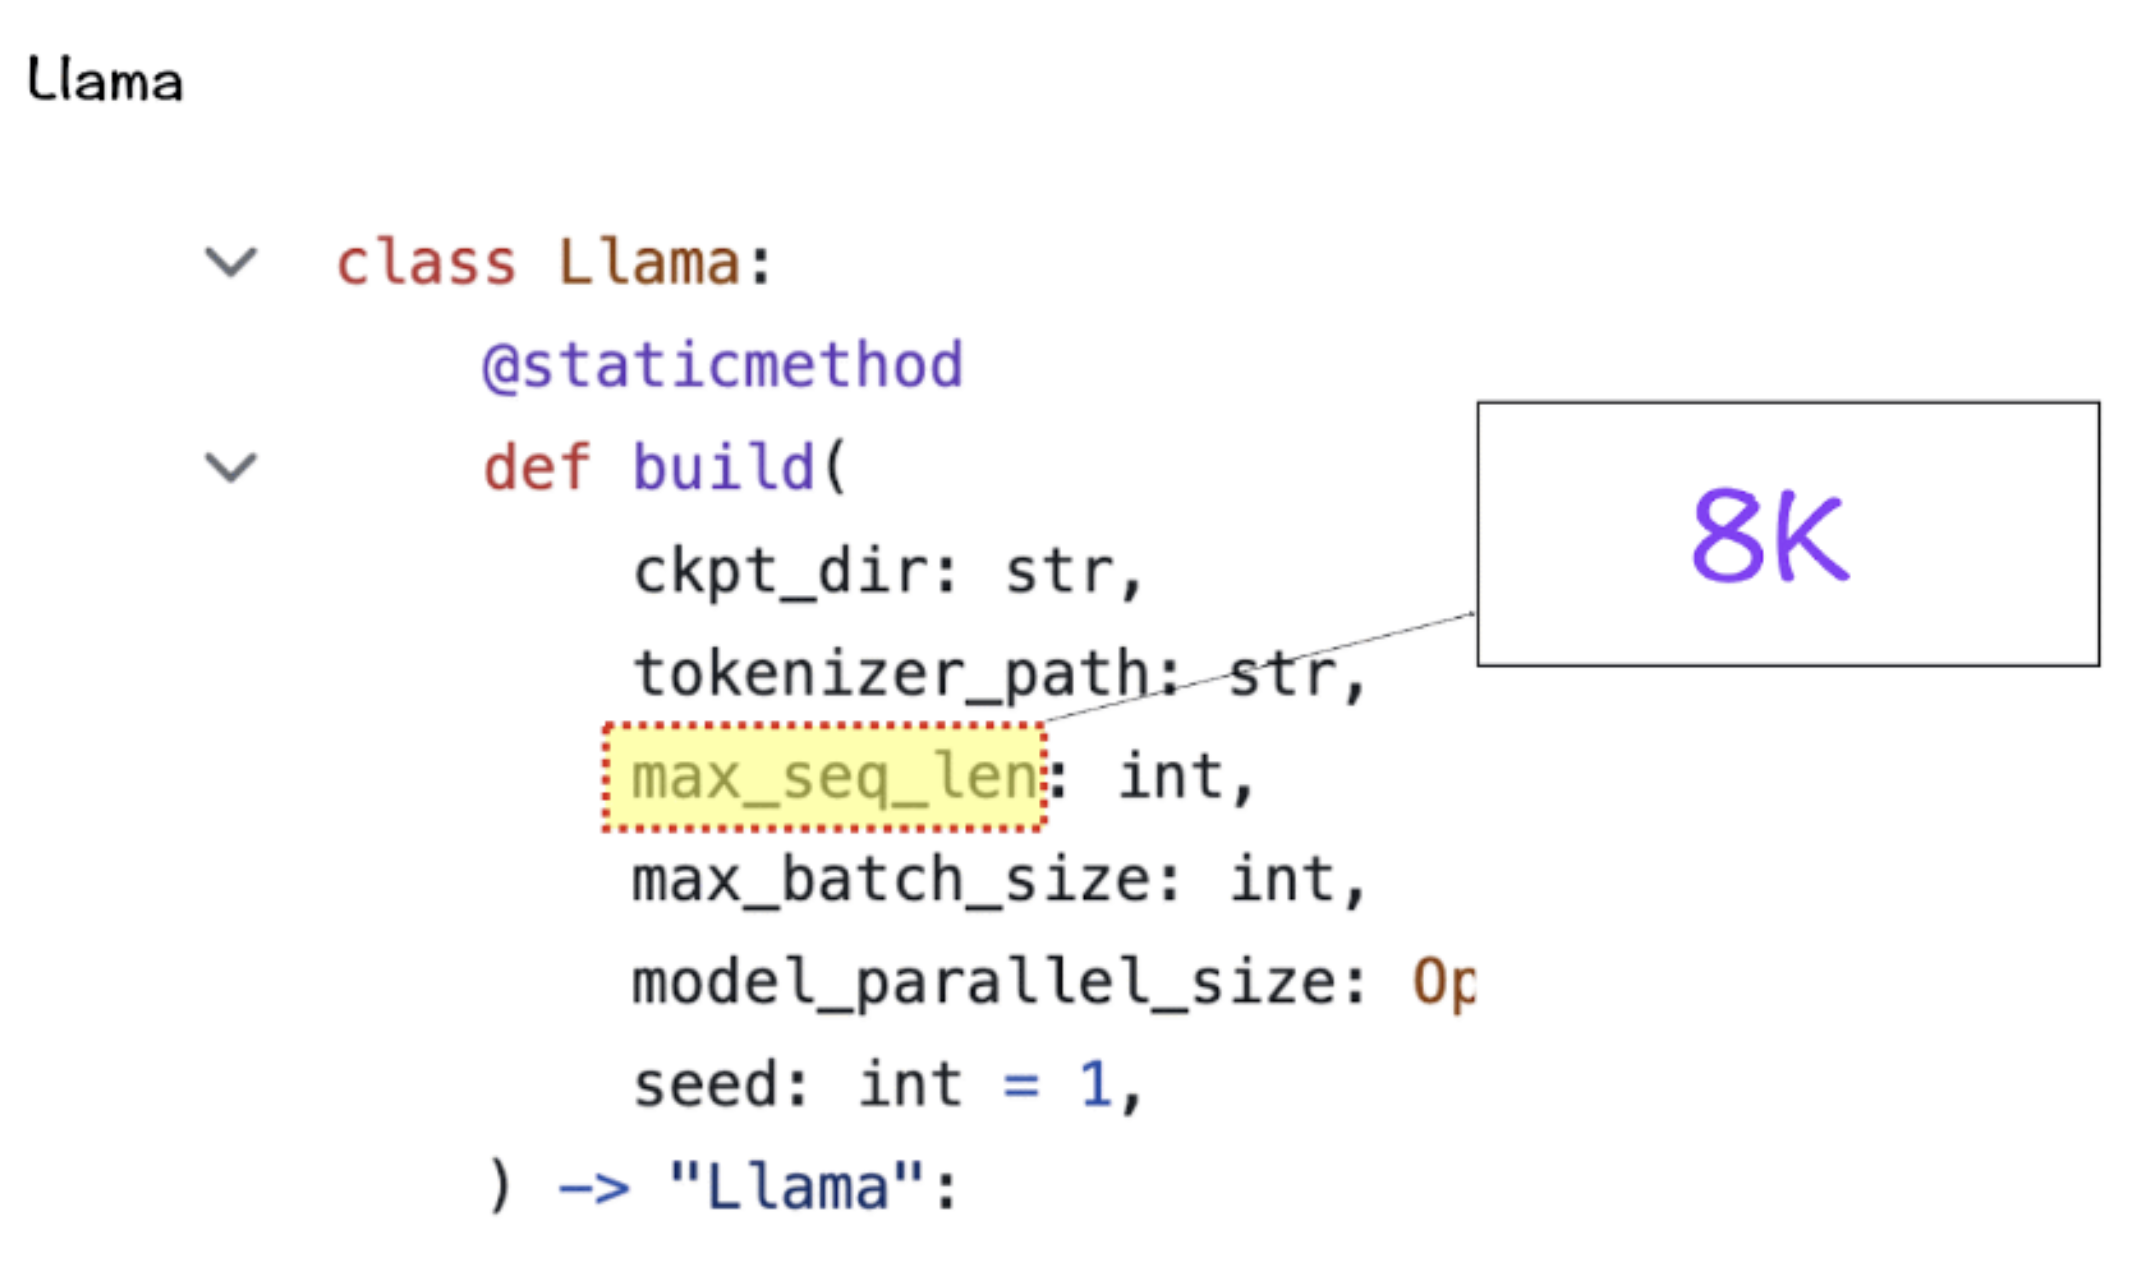 Llama
class Llama:
@staticmethod
def build(
ckpt_dir: str,
8K
tokenizer_path: str,
max_seq_len: int,
max_batch_size: int,
model_parallel_size: Op
seed: int = 1,
) -> "Llama":